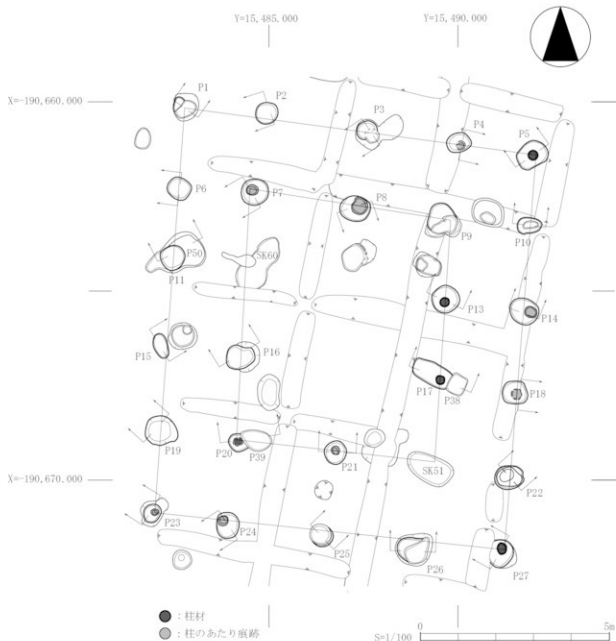 Y=15,485.000
Y=15,490.000
X=-190,660.000
P1
P2
P3
P4
P5
P6
P7
P8
P9
P10
P50
SK60
P11
P13
P14
P15
P16
P17
P38
P18
P19
P20
P39
P21
SK51
X=-190,670.000
P22
P23
P24
P25
P26
P27
：柱材
：柱のあたり痕跡
S=1/100
0
5m